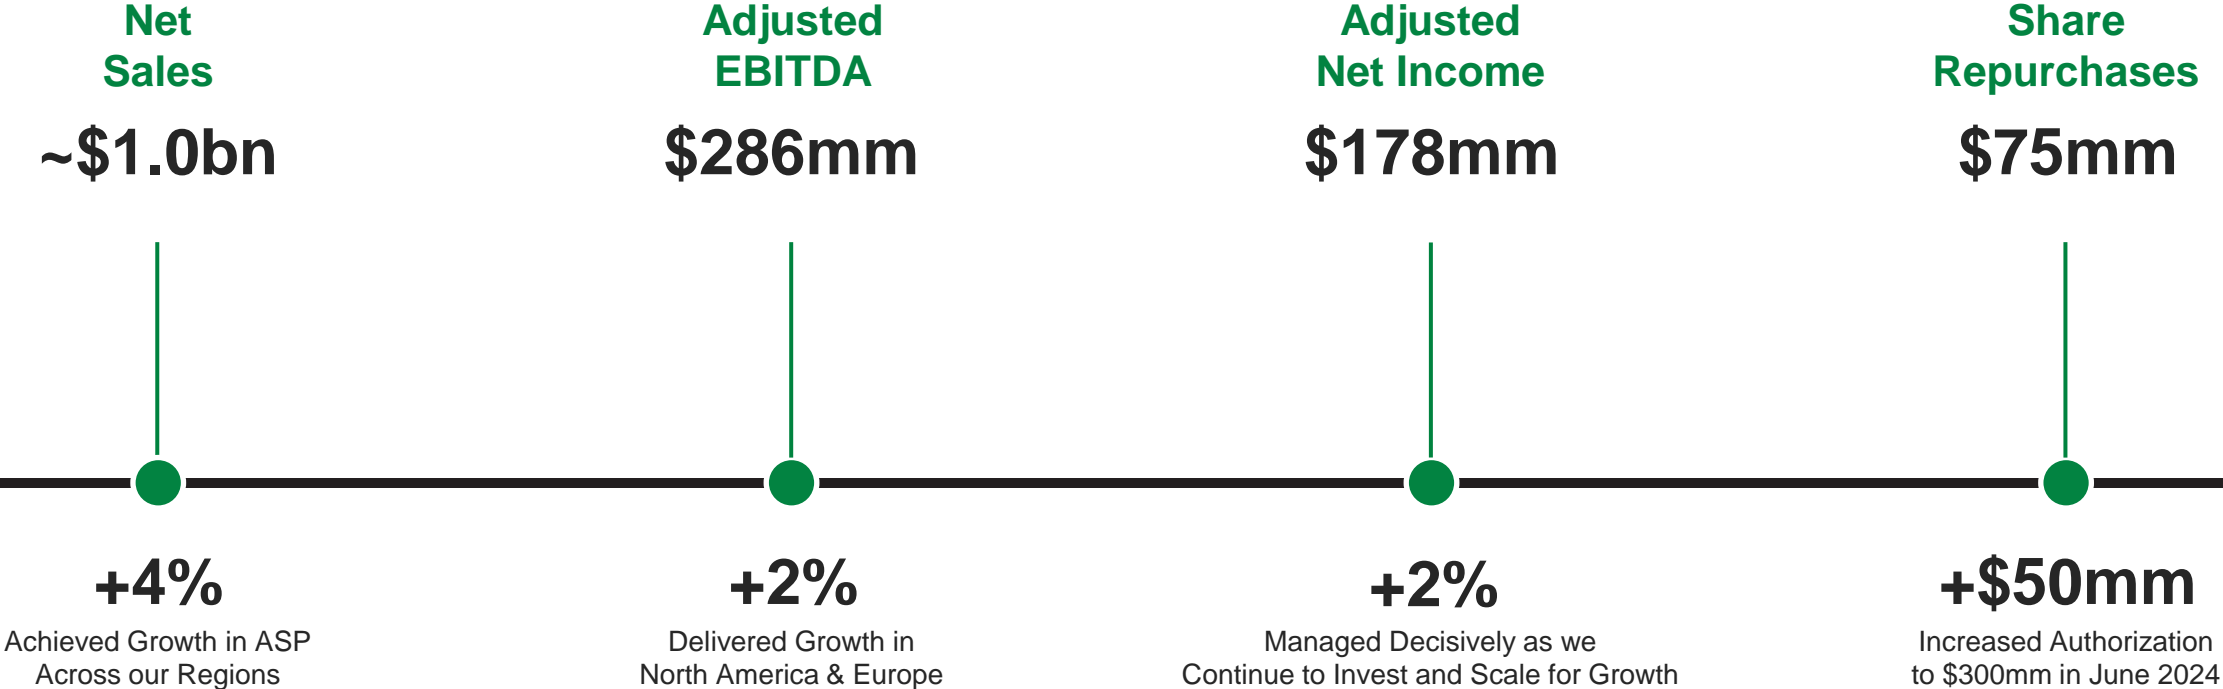 Net
Sales
~$1.0bn
+4%
Achieved Growth in ASP
Across our Regions
Adjusted
EBITDA
$286mm
+2%
Delivered Growth in
North America & Europe
Adjusted
Net Income
$178mm
+2%
Managed Decisively as we
Continue to Invest and Scale for Growth
Share
Repurchases
$75mm
+$50mm
Increased Authorization
to $300mm in June 2024